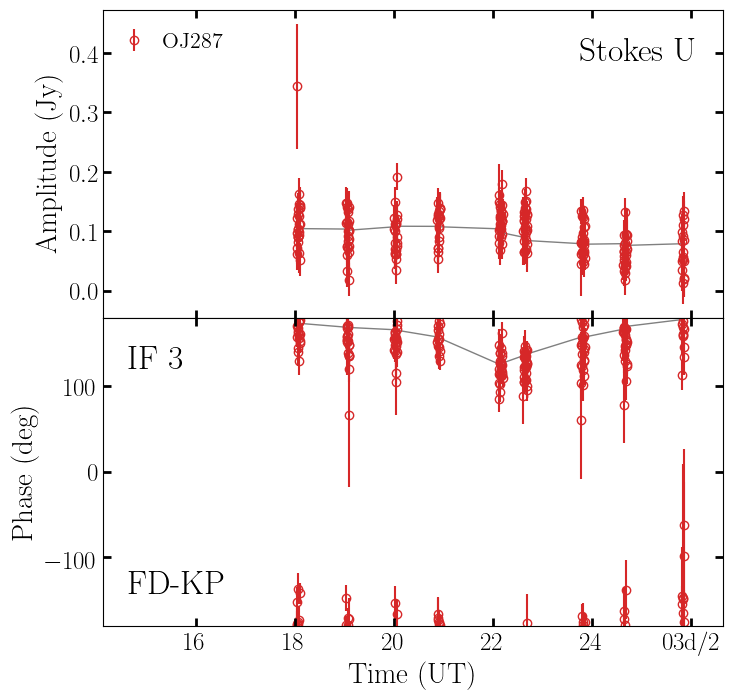 OJ287
Stokes U
Amplitude (Jy)
0.4
0.3
0.2
0.1
0.0
IF 3
FD-KP
Phase (deg)
100
0
−100
16 18 20 22 24 03d/2
Time (UT)